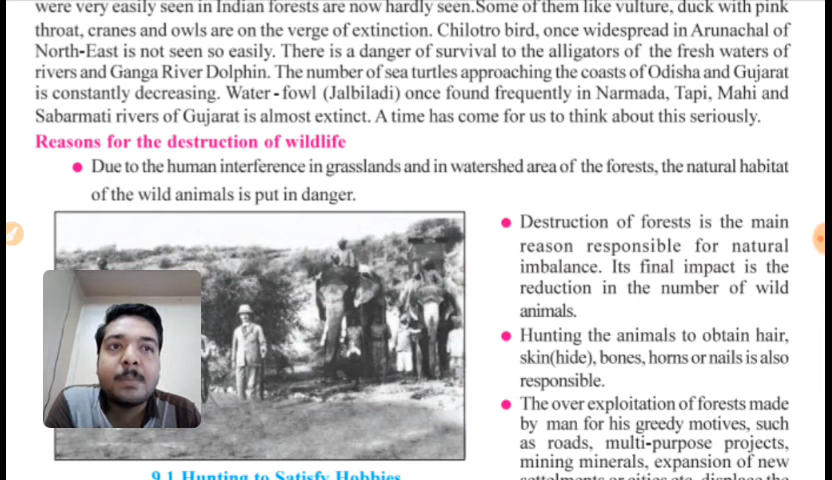 were very easily seen in Indian forests are now hardly seen.Some of them like vulture, duck with pink
throat, cranes and owls are on the verge of extinction. Chilotro bird, once widespread in Arunachal of
North-East is not seen so easily. There is a danger of survival to the alligators of the fresh waters of
rivers and Ganga River Dolphin. The number of sea turtles approaching the coasts of Odisha and Gujarat
is constantly decreasing. Water - fowl (Jalbiladi) once found frequently in Narmada, Tapi, Mahi and
Sabarmati rivers of Gujarat is almost extinct. A time has come for us to think about this seriously.
Reasons for the destruction of wildlife
● Due to the human interference in grasslands and in watershed area of the forests, the natural habitat
of the wild animals is put in danger.
● Destruction of forests is the main
reason responsible for natural
imbalance. Its final impact is the
reduction in the number of wild
animals.
● Hunting the animals to obtain hair,
skin(hide), bones, horns or nails is also
responsible.
● The over exploitation of forests made
by man for his greedy motives, such
as roads, multi-purpose projects,
mining minerals, expansion of new
settelments or cities etc. displace the
9.1 Hunting to Satisfy Hobbies